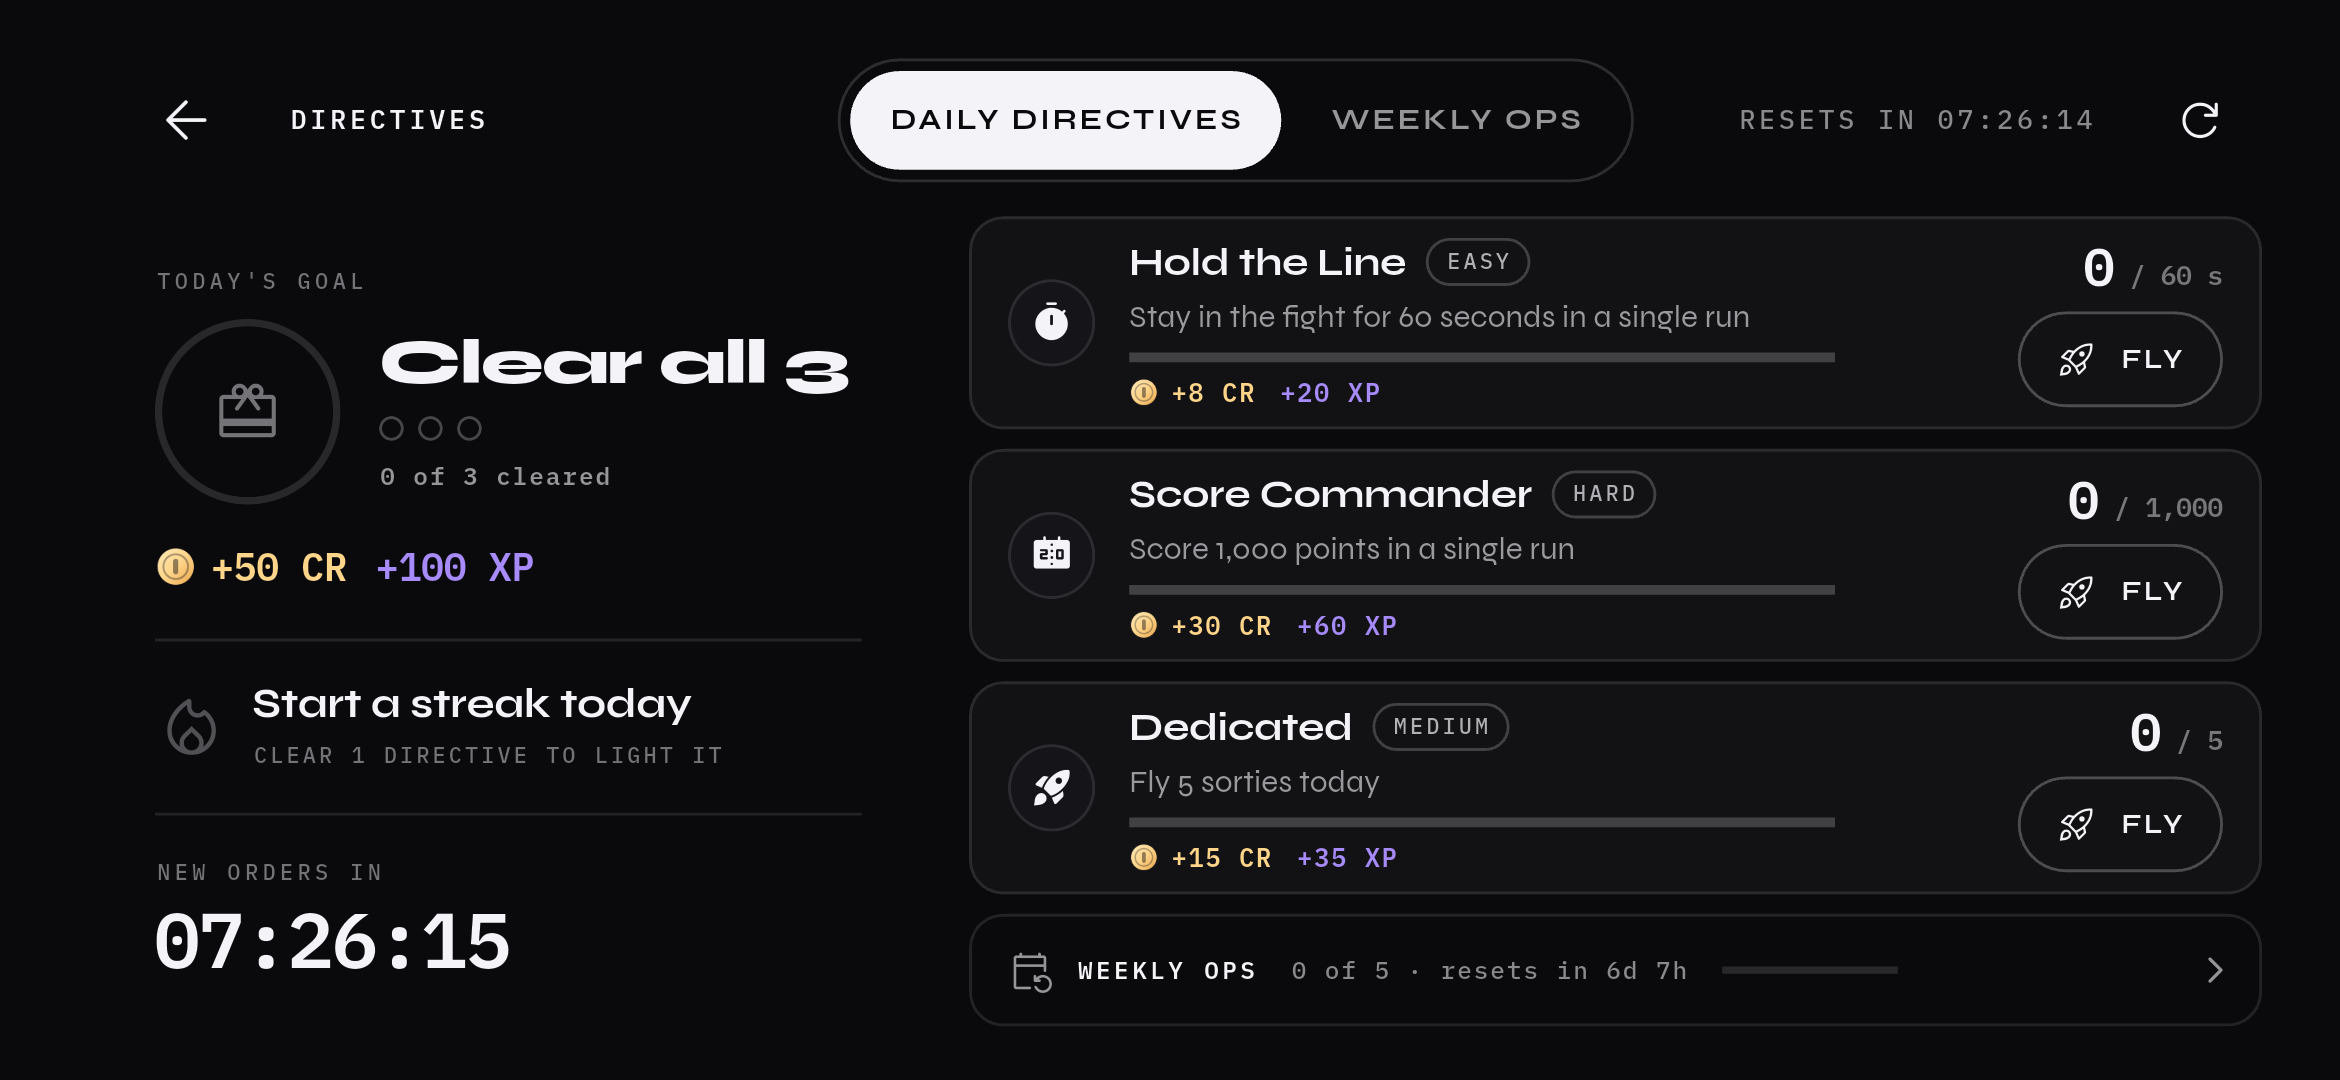 DIRECTIVES
DAILY DIRECTIVES
WEEKLY OPS
RESETS IN 07:26:14
TODAY'S GOAL
Clear all 3
0 of 3 cleared
+50 CR +100 XP
Start a streak today
CLEAR 1 DIRECTIVE TO LIGHT IT
NEW ORDERS IN
07:26:15
Hold the Line EASY
0 / 60 s
Stay in the fight for 60 seconds in a single run
FLY
+8 CR +20 XP
Score Commander HARD
0 / 1,000
2 0
Score 1,000 points in a single run
FLY
+30 CR +60 XP
Dedicated MEDIUM
0 / 5
Fly 5 sorties today
FLY
+15 CR +35 XP
WEEKLY OPS 0 of 5 · resets in 6d 7h